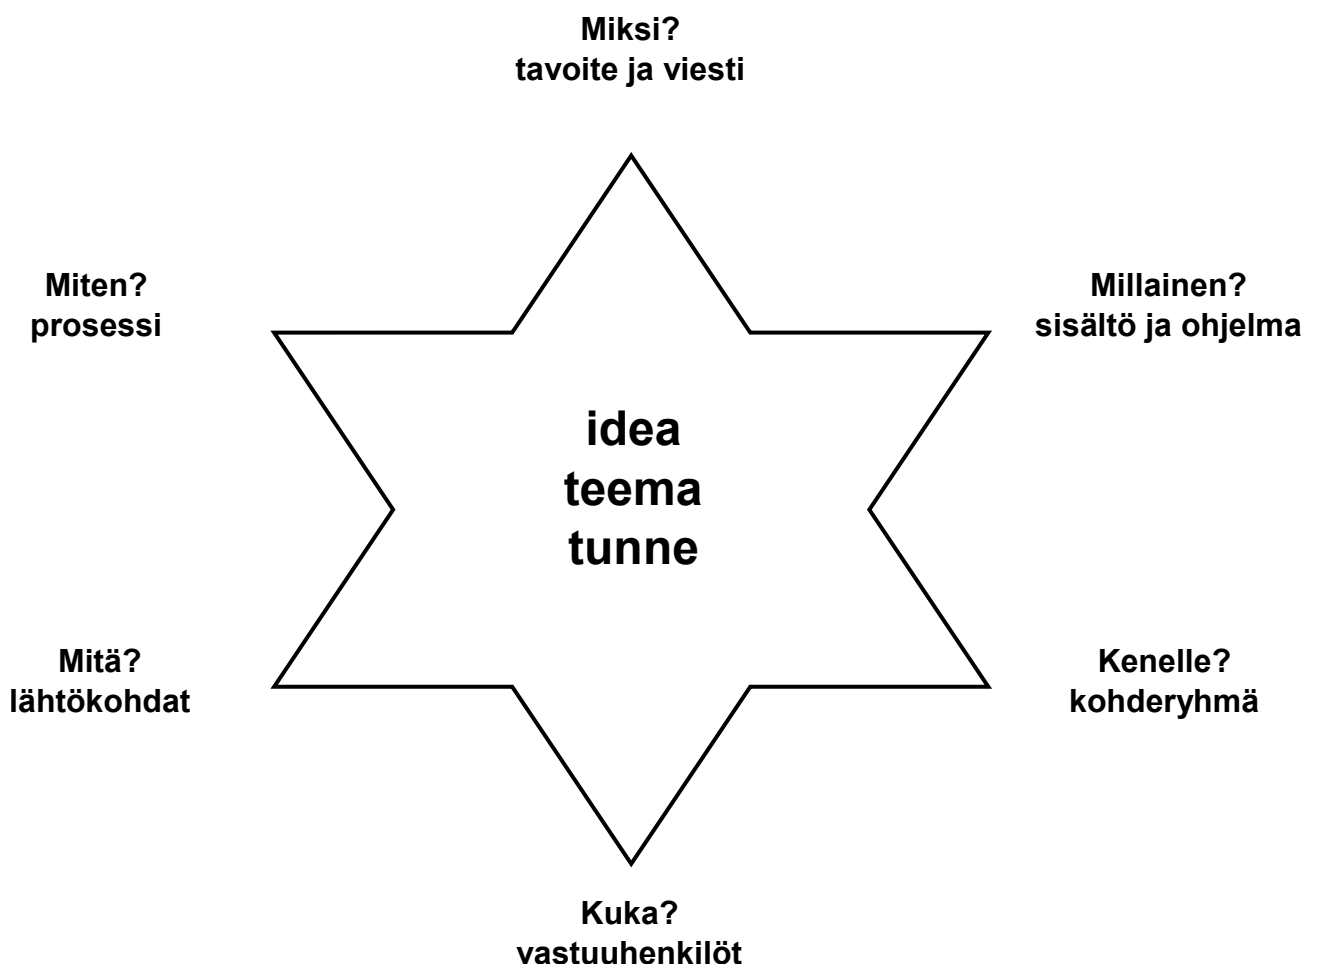 Miksi?
tavoite ja viesti
Miten?
prosessi
Millainen?
sisältö ja ohjelma
idea
teema
tunne
Mitä?
lähtökohdat
Kenelle?
kohderyhmä
Kuka?
vastuuhenkilöt